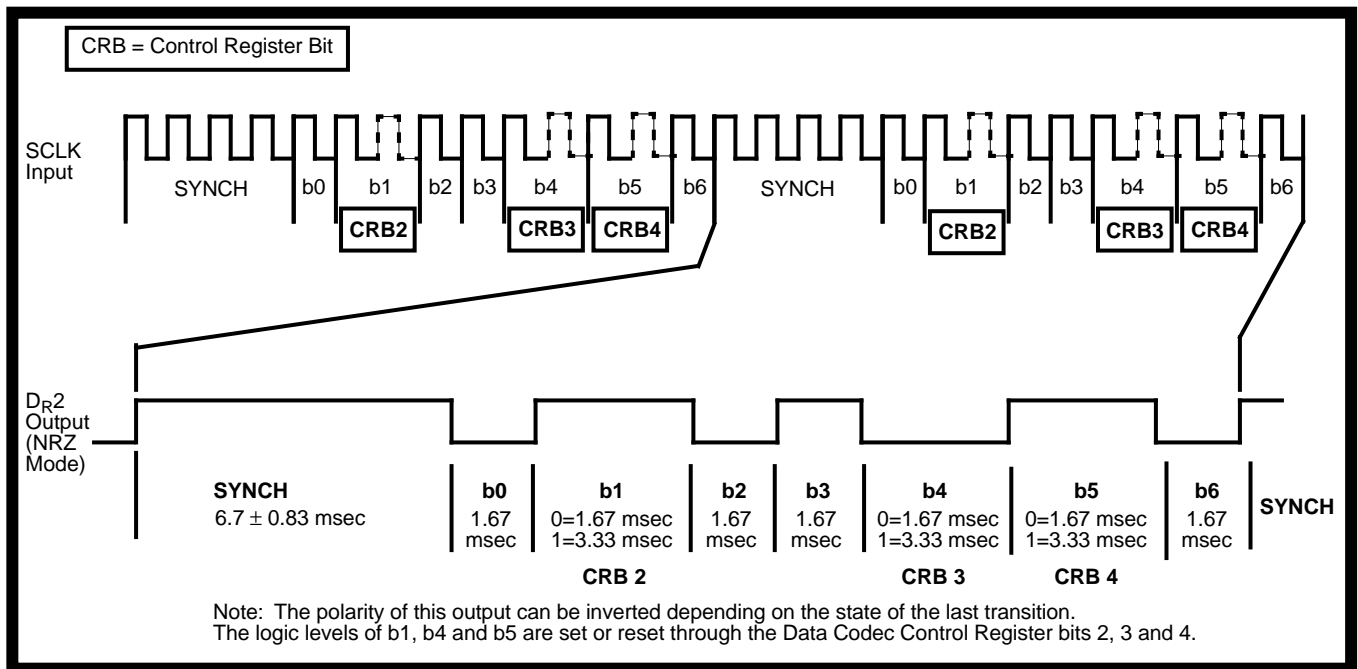 CRB = Control Register Bit
SCLK
Input
SYNCH b0 b1 b2 b3 b4 b5 b6 SYNCH b0 b1 b2 b3 b4 b5 b6
CRB2 CRB3 CRB4 CRB2 CRB3 CRB4
DR2
Output
(NRZ
Mode)
SYNCH b0 b1 b2 b3 b4 b5 b6 SYNCH
6.7 ± 0.83 msec 1.67 0=1.67 msec 1.67 1.67 0=1.67 msec 0=1.67 msec 1.67
msec 1=3.33 msec msec msec 1=3.33 msec 1=3.33 msec msec
CRB 2 CRB 3 CRB 4
Note: The polarity of this output can be inverted depending on the state of the last transition.
The logic levels of b1, b4 and b5 are set or reset through the Data Codec Control Register bits 2, 3 and 4.